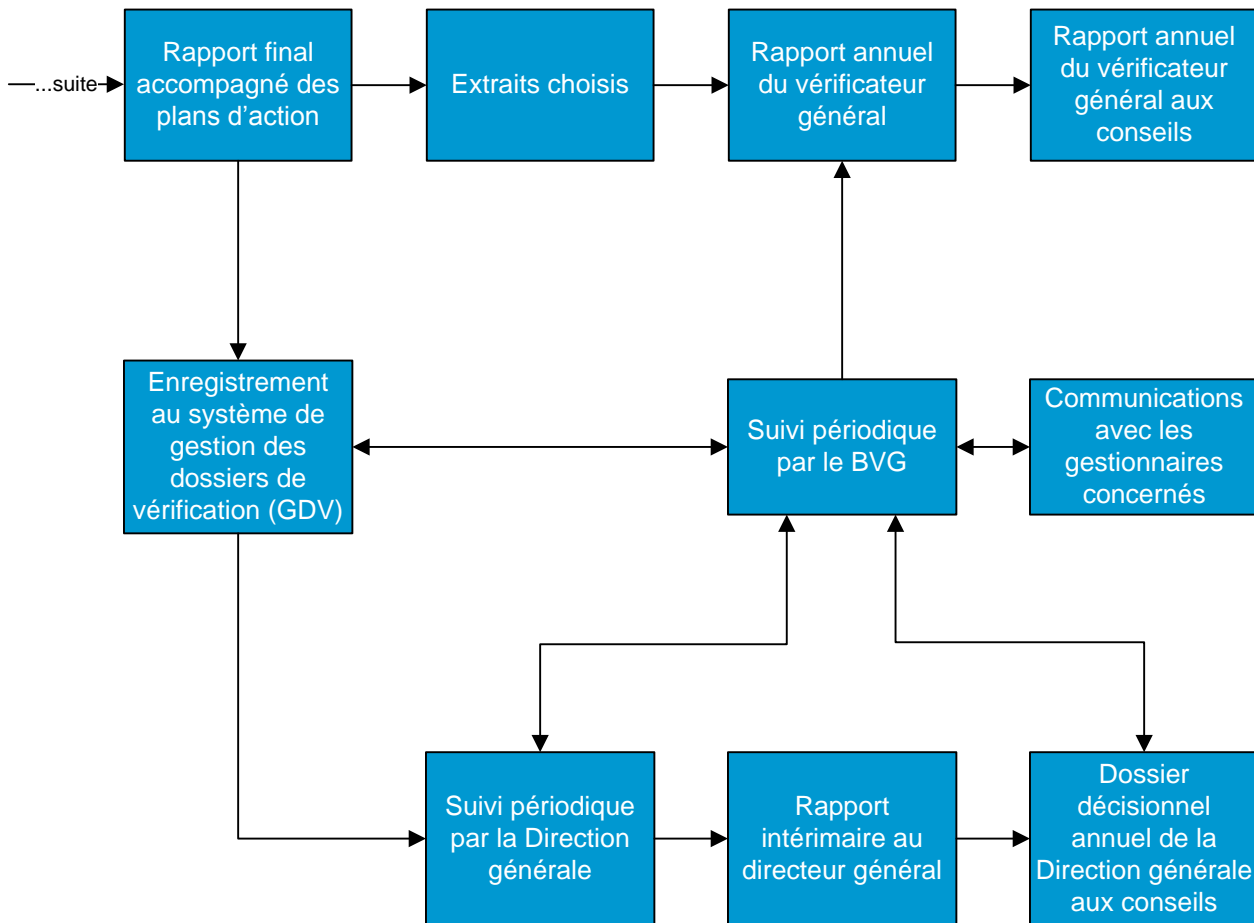 ...suite
Rapport final
accompagné des
plans d'action
Extraits choisis
Rapport annuel
du vérificateur
général
Rapport annuel
du vérificateur
général aux
conseils
Enregistrement
au système de
gestion des
dossiers de
vérification (GDV)
Suivi périodique
par le BVG
Communications
avec les
gestionnaires
concernés
Suivi périodique
par la Direction
générale
Rapport
intérimaire au
directeur général
Dossier
décisionnel
annuel de la
Direction générale
aux conseils